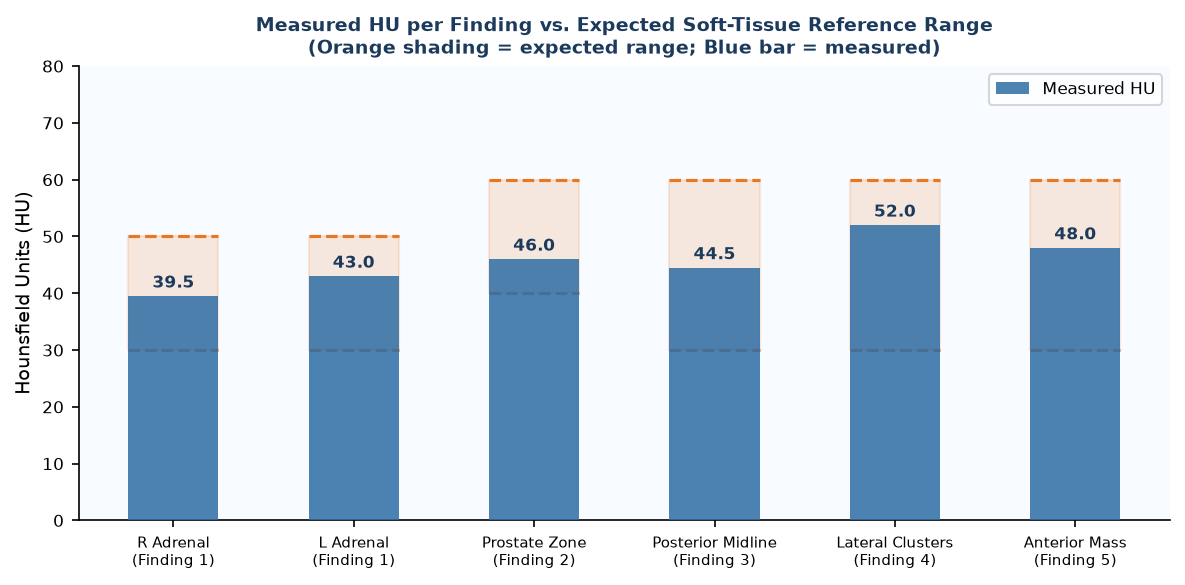 Measured HU per Finding vs. Expected Soft-Tissue Reference Range
(Orange shading = expected range; Blue bar = measured)
Measured HU
Hounsfield Units (HU)
80
70
60
50
40
30
20
10
0
39.5
43.0
46.0
44.5
52.0
48.0
R Adrenal
(Finding 1)
L Adrenal
(Finding 1)
Prostate Zone
(Finding 2)
Posterior Midline
(Finding 3)
Lateral Clusters
(Finding 4)
Anterior Mass
(Finding 5)